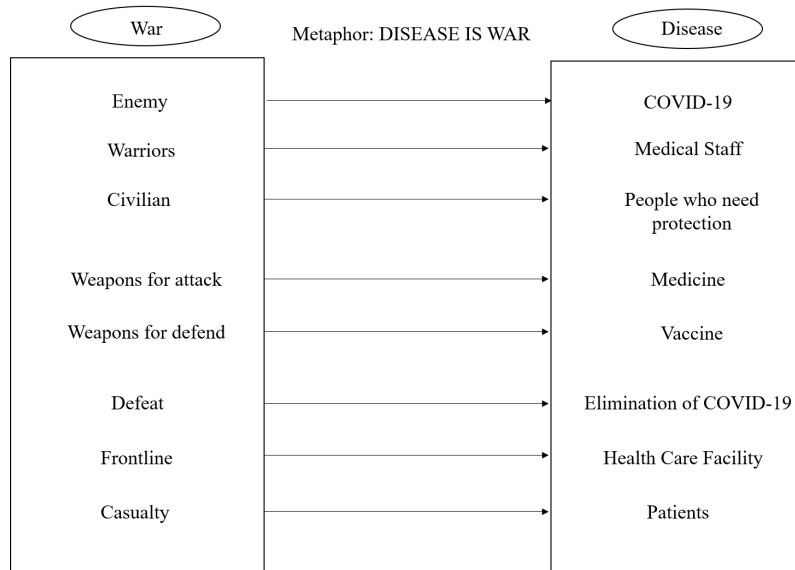 War
Metaphor: DISEASE IS WAR
Disease
Enemy
COVID-19
Warriors
Medical Staff
Civilian
People who need
protection
Weapons for attack
Medicine
Weapons for defend
Vaccine
Defeat
Elimination of COVID-19
Frontline
Health Care Facility
Casualty
Patients